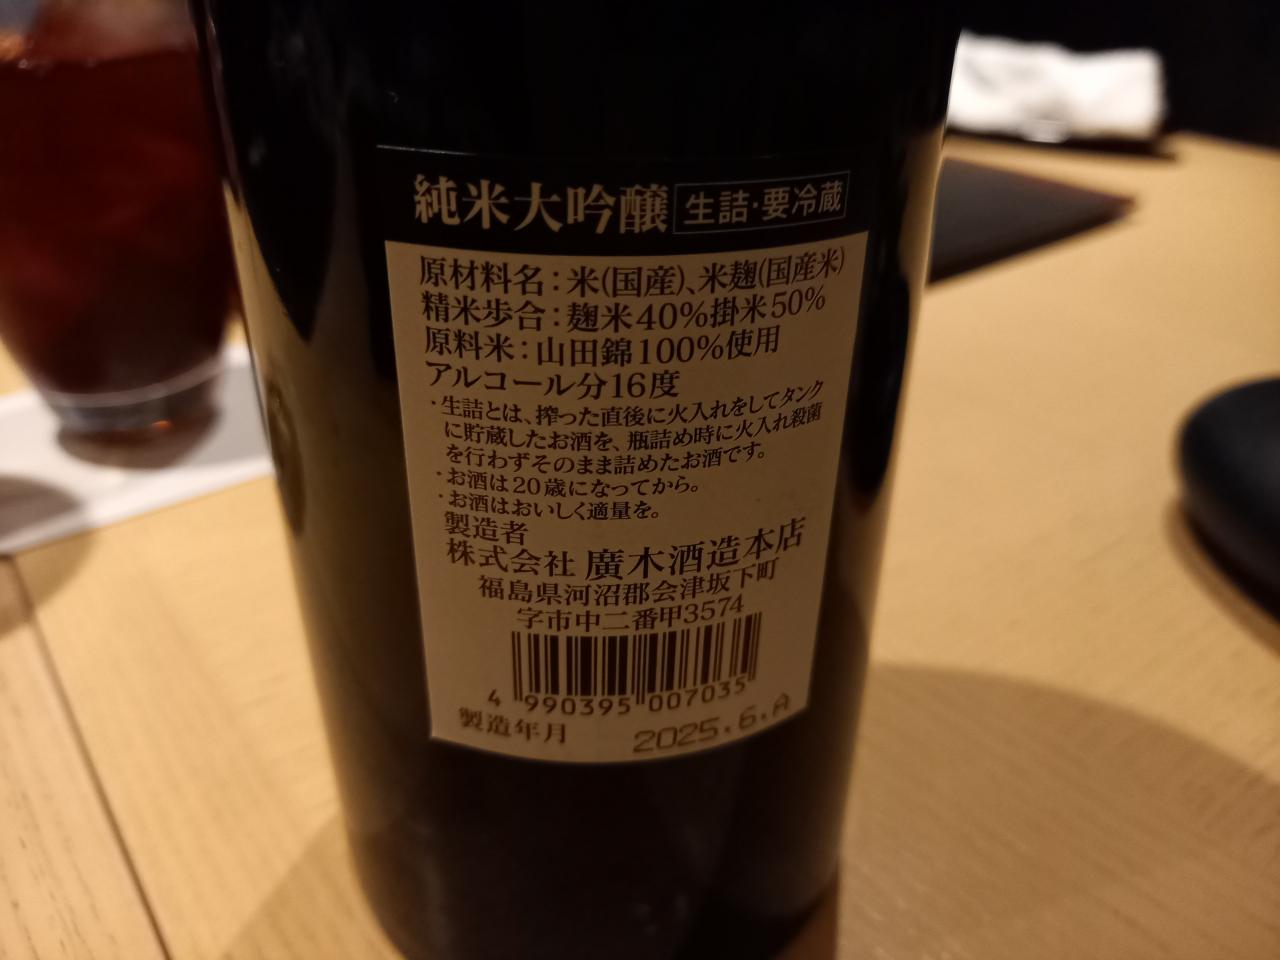 純米大吟醸 生詰・要冷蔵
原材料名：米(国産)、米麹(国産米)
精米歩合：麹米40%掛米50%
原料米：山田錦100%使用
アルコール分16度
・生詰とは、搾った直後に火入れをしてタンク
に貯蔵したお酒を、瓶詰め時に火入れ殺菌
を行わずそのまま詰めたお酒です。
・お酒は20歳になってから。
・お酒はおいしく適量を。
製造者
株式会社 廣木酒造本店
福島県河沼郡会津坂下町
字市中二番甲3574
4 990395 007035
製造年月 2025.6.A